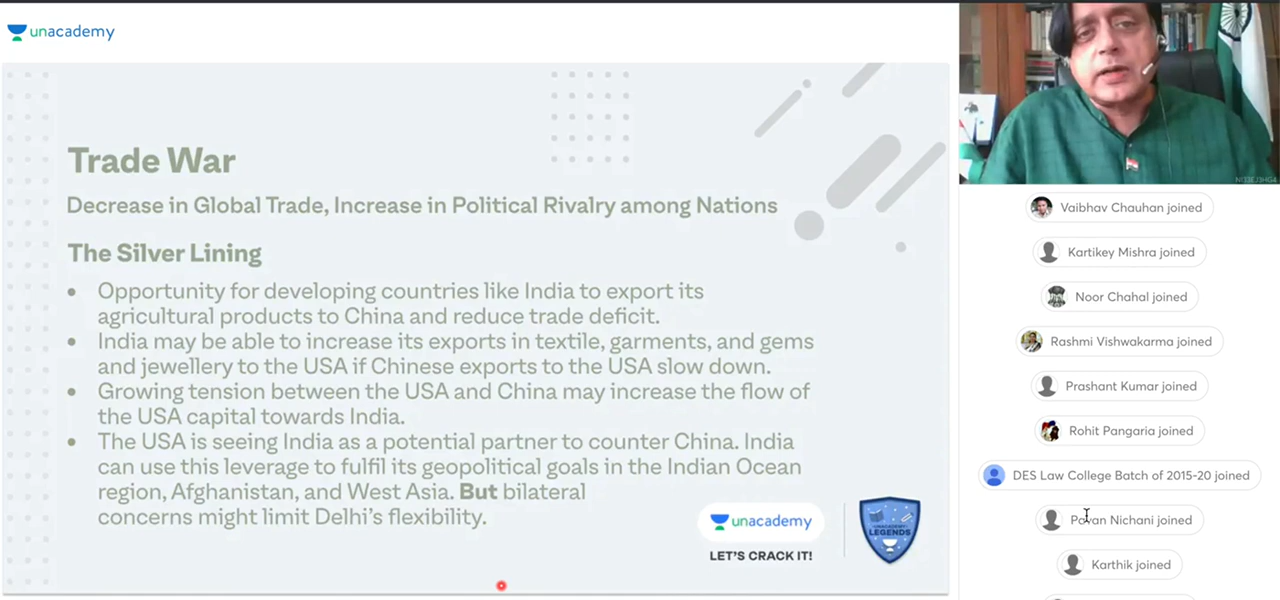 unacademy
Trade War
Decrease in Global Trade, Increase in Political Rivalry among Nations
The Silver Lining
• Opportunity for developing countries like India to export its
agricultural products to China and reduce trade deficit.
• India may be able to increase its exports in textile, garments, and gems
and jewellery to the USA if Chinese exports to the USA slow down.
• Growing tension between the USA and China may increase the flow of
the USA capital towards India.
• The USA is seeing India as a potential partner to counter China. India
can use this leverage to fulfil its geopolitical goals in the Indian Ocean
region, Afghanistan, and West Asia. But bilateral
concerns might limit Delhi's flexibility.
unacademy
LET'S CRACK IT!
UNACADEMY
LEGENDS
Vaibhav Chauhan joined
Kartikey Mishra joined
Noor Chahal joined
Rashmi Vishwakarma joined
Prashant Kumar joined
Rohit Pangaria joined
DES Law College Batch of 2015-20 joined
Pavan Nichani joined
Karthik joined